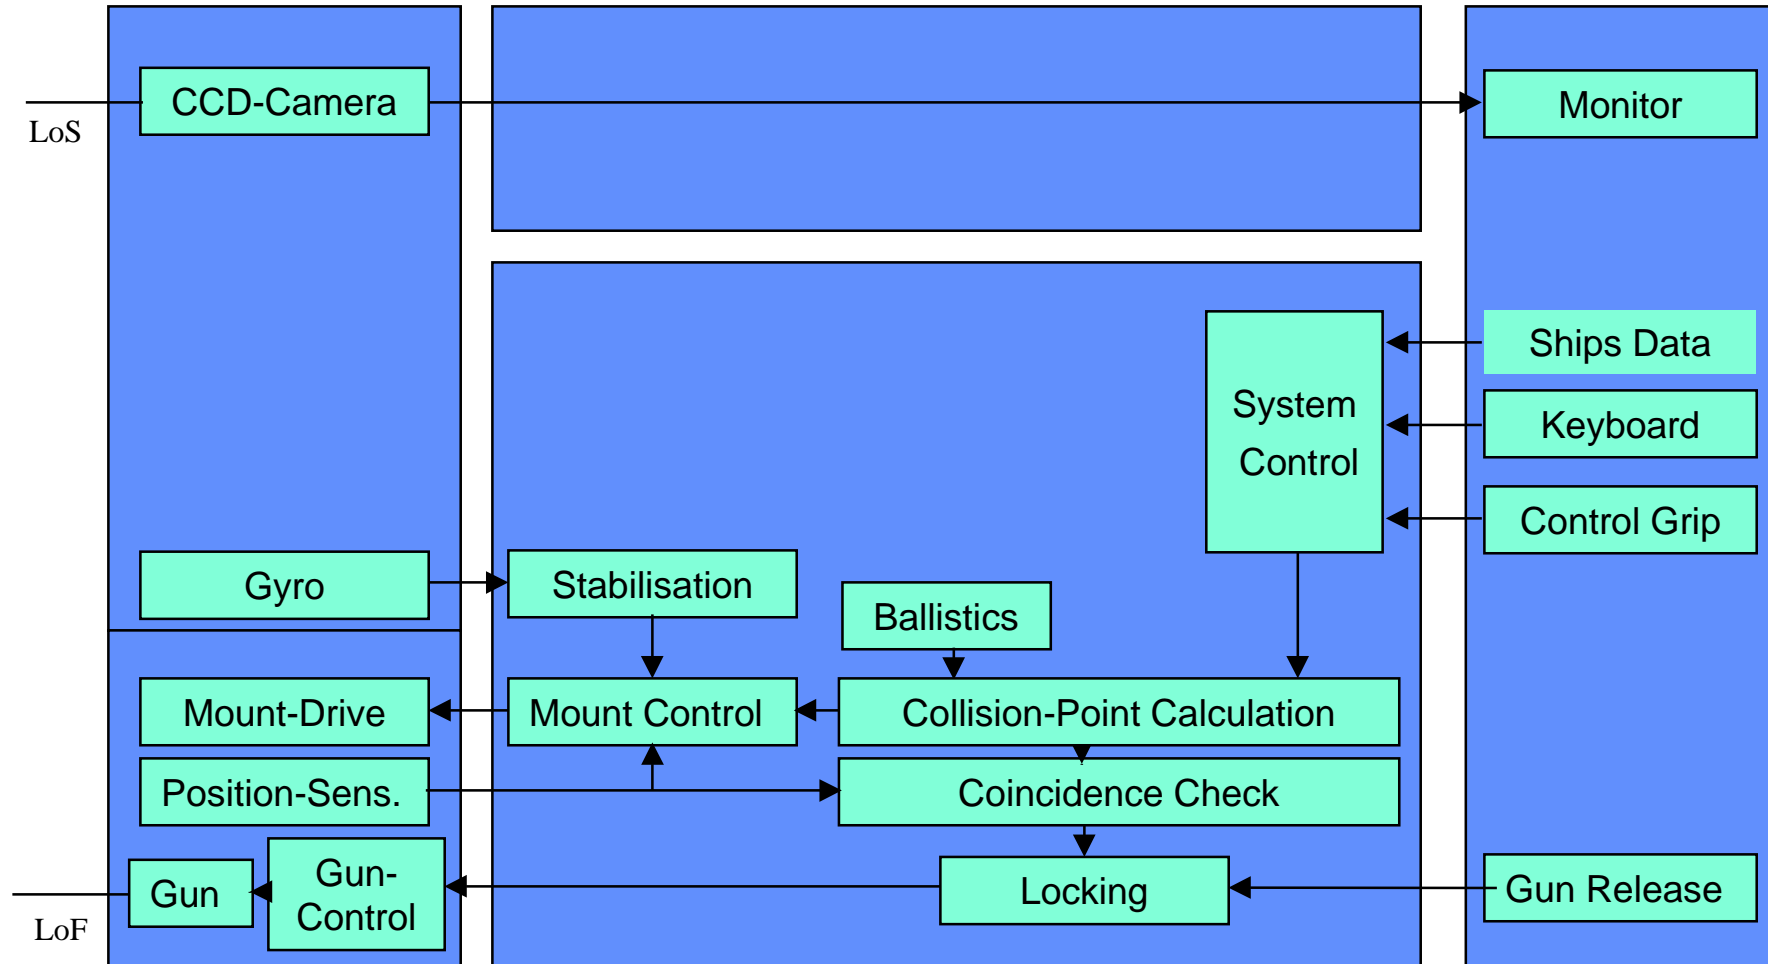 CCD-Camera
Monitor
LoS
Ships Data
System
Control
Keyboard
Control Grip
Gyro
Stabilisation
Ballistics
Mount-Drive
Mount Control
Collision-Point Calculation
Position-Sens.
Coincidence Check
Gun
Gun-
Control
Locking
Gun Release
LoF